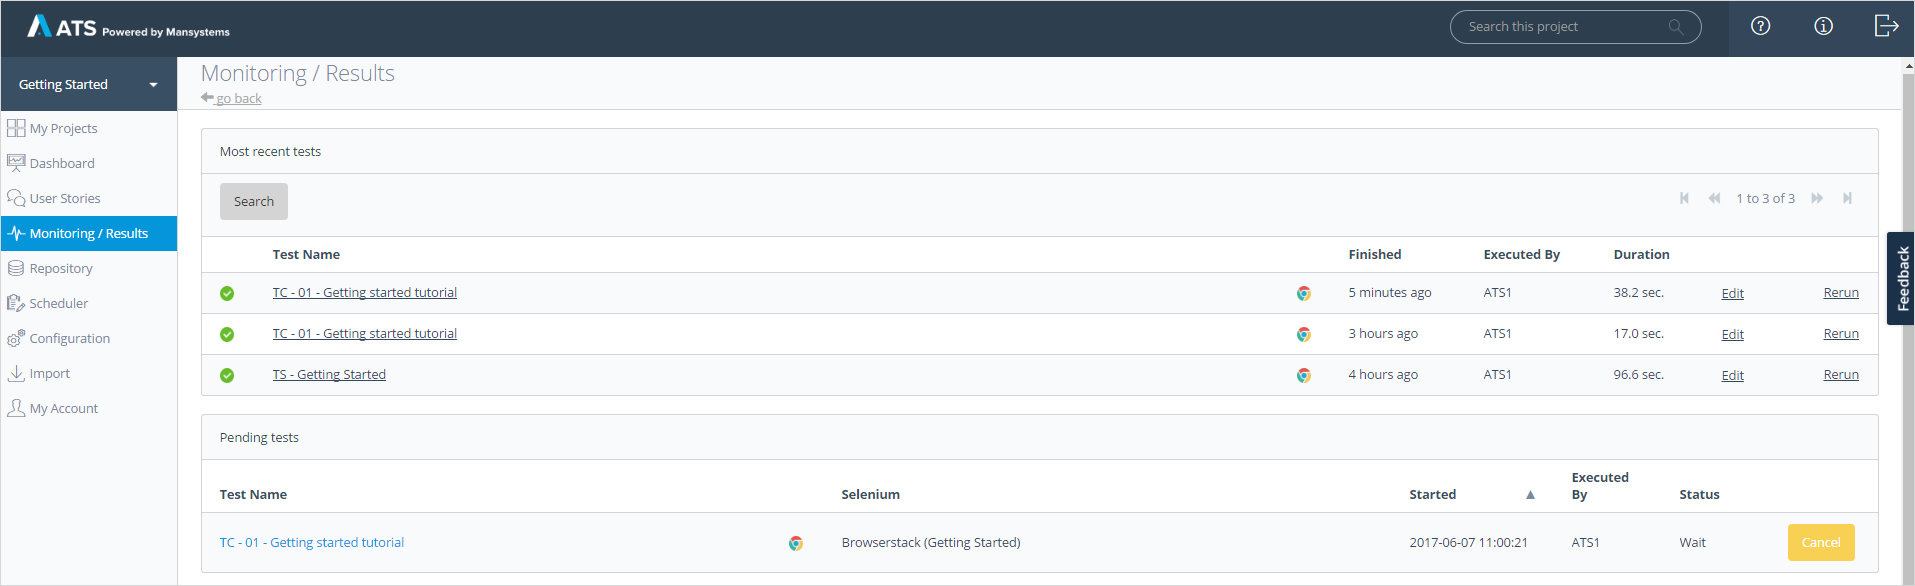 ATS Powered by Mansystems
Search this project
Getting Started
Monitoring / Results
go back
My Projects
Dashboard
User Stories
Monitoring / Results
Repository
Scheduler
Configuration
Import
My Account
Most recent tests
Search
1 to 3 of 3
Test Name Finished Executed By Duration
TC - 01 - Getting started tutorial 5 minutes ago ATS1 38.2 sec. Edit Rerun
TC - 01 - Getting started tutorial 3 hours ago ATS1 17.0 sec. Edit Rerun
TS - Getting Started 4 hours ago ATS1 96.6 sec. Edit Rerun
Pending tests
Test Name Selenium Started Executed By Status
TC - 01 - Getting started tutorial Browserstack (Getting Started) 2017-06-07 11:00:21 ATS1 Wait Cancel
Feedback